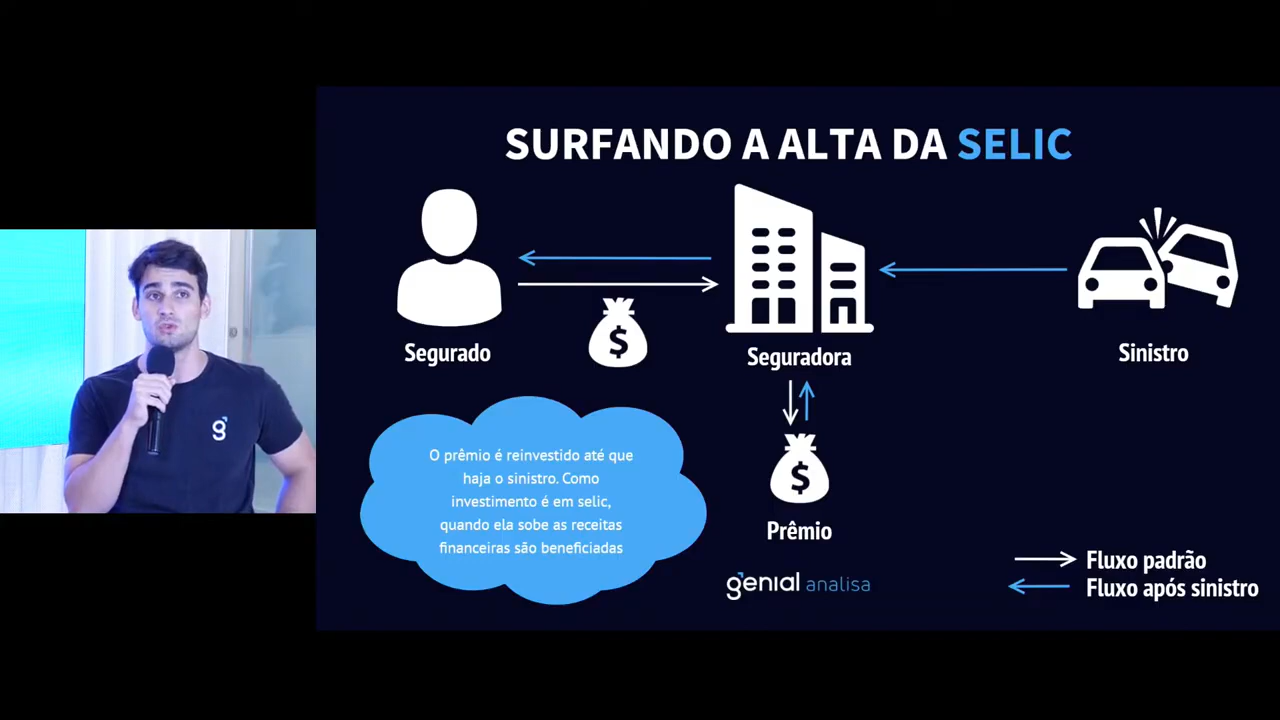 SURFANDO A ALTA DA SELIC
$
Segurado
Seguradora
Sinistro
O prêmio é reinvestido até que
haja o sinistro. Como
investimento é em selic,
quando ela sobe as receitas
financeiras são beneficiadas
$
Prêmio
genial analisa
Fluxo padrão
Fluxo após sinistro
g